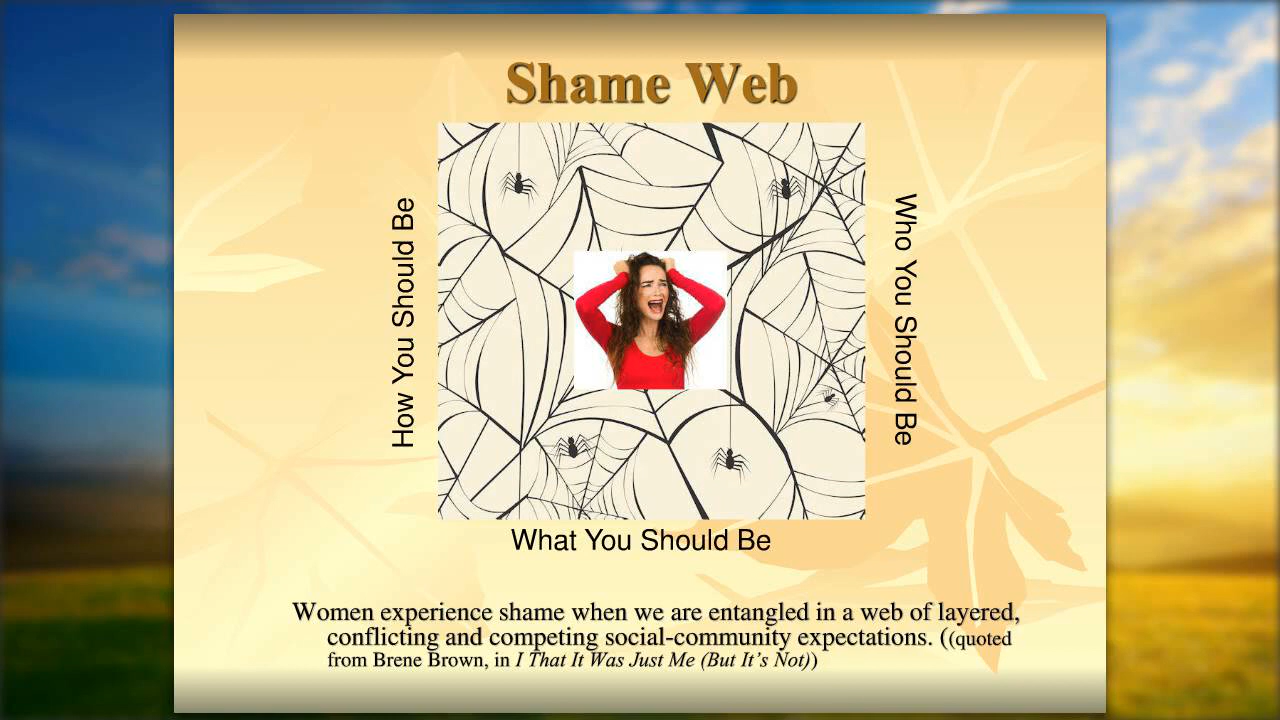 Shame Web
How You Should Be
Who You Should Be
What You Should Be
Women experience shame when we are entangled in a web of layered,
conflicting and competing social-community expectations. ((quoted
from Brene Brown, in I That It Was Just Me (But It’s Not))